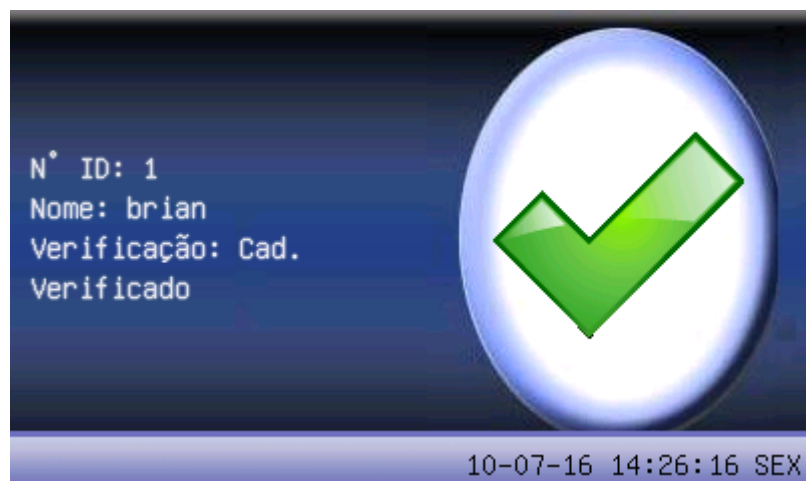 N° ID: 1
Nome: brian
Verificação: Cad.
Verificado
10-07-16 14:26:16 SEX